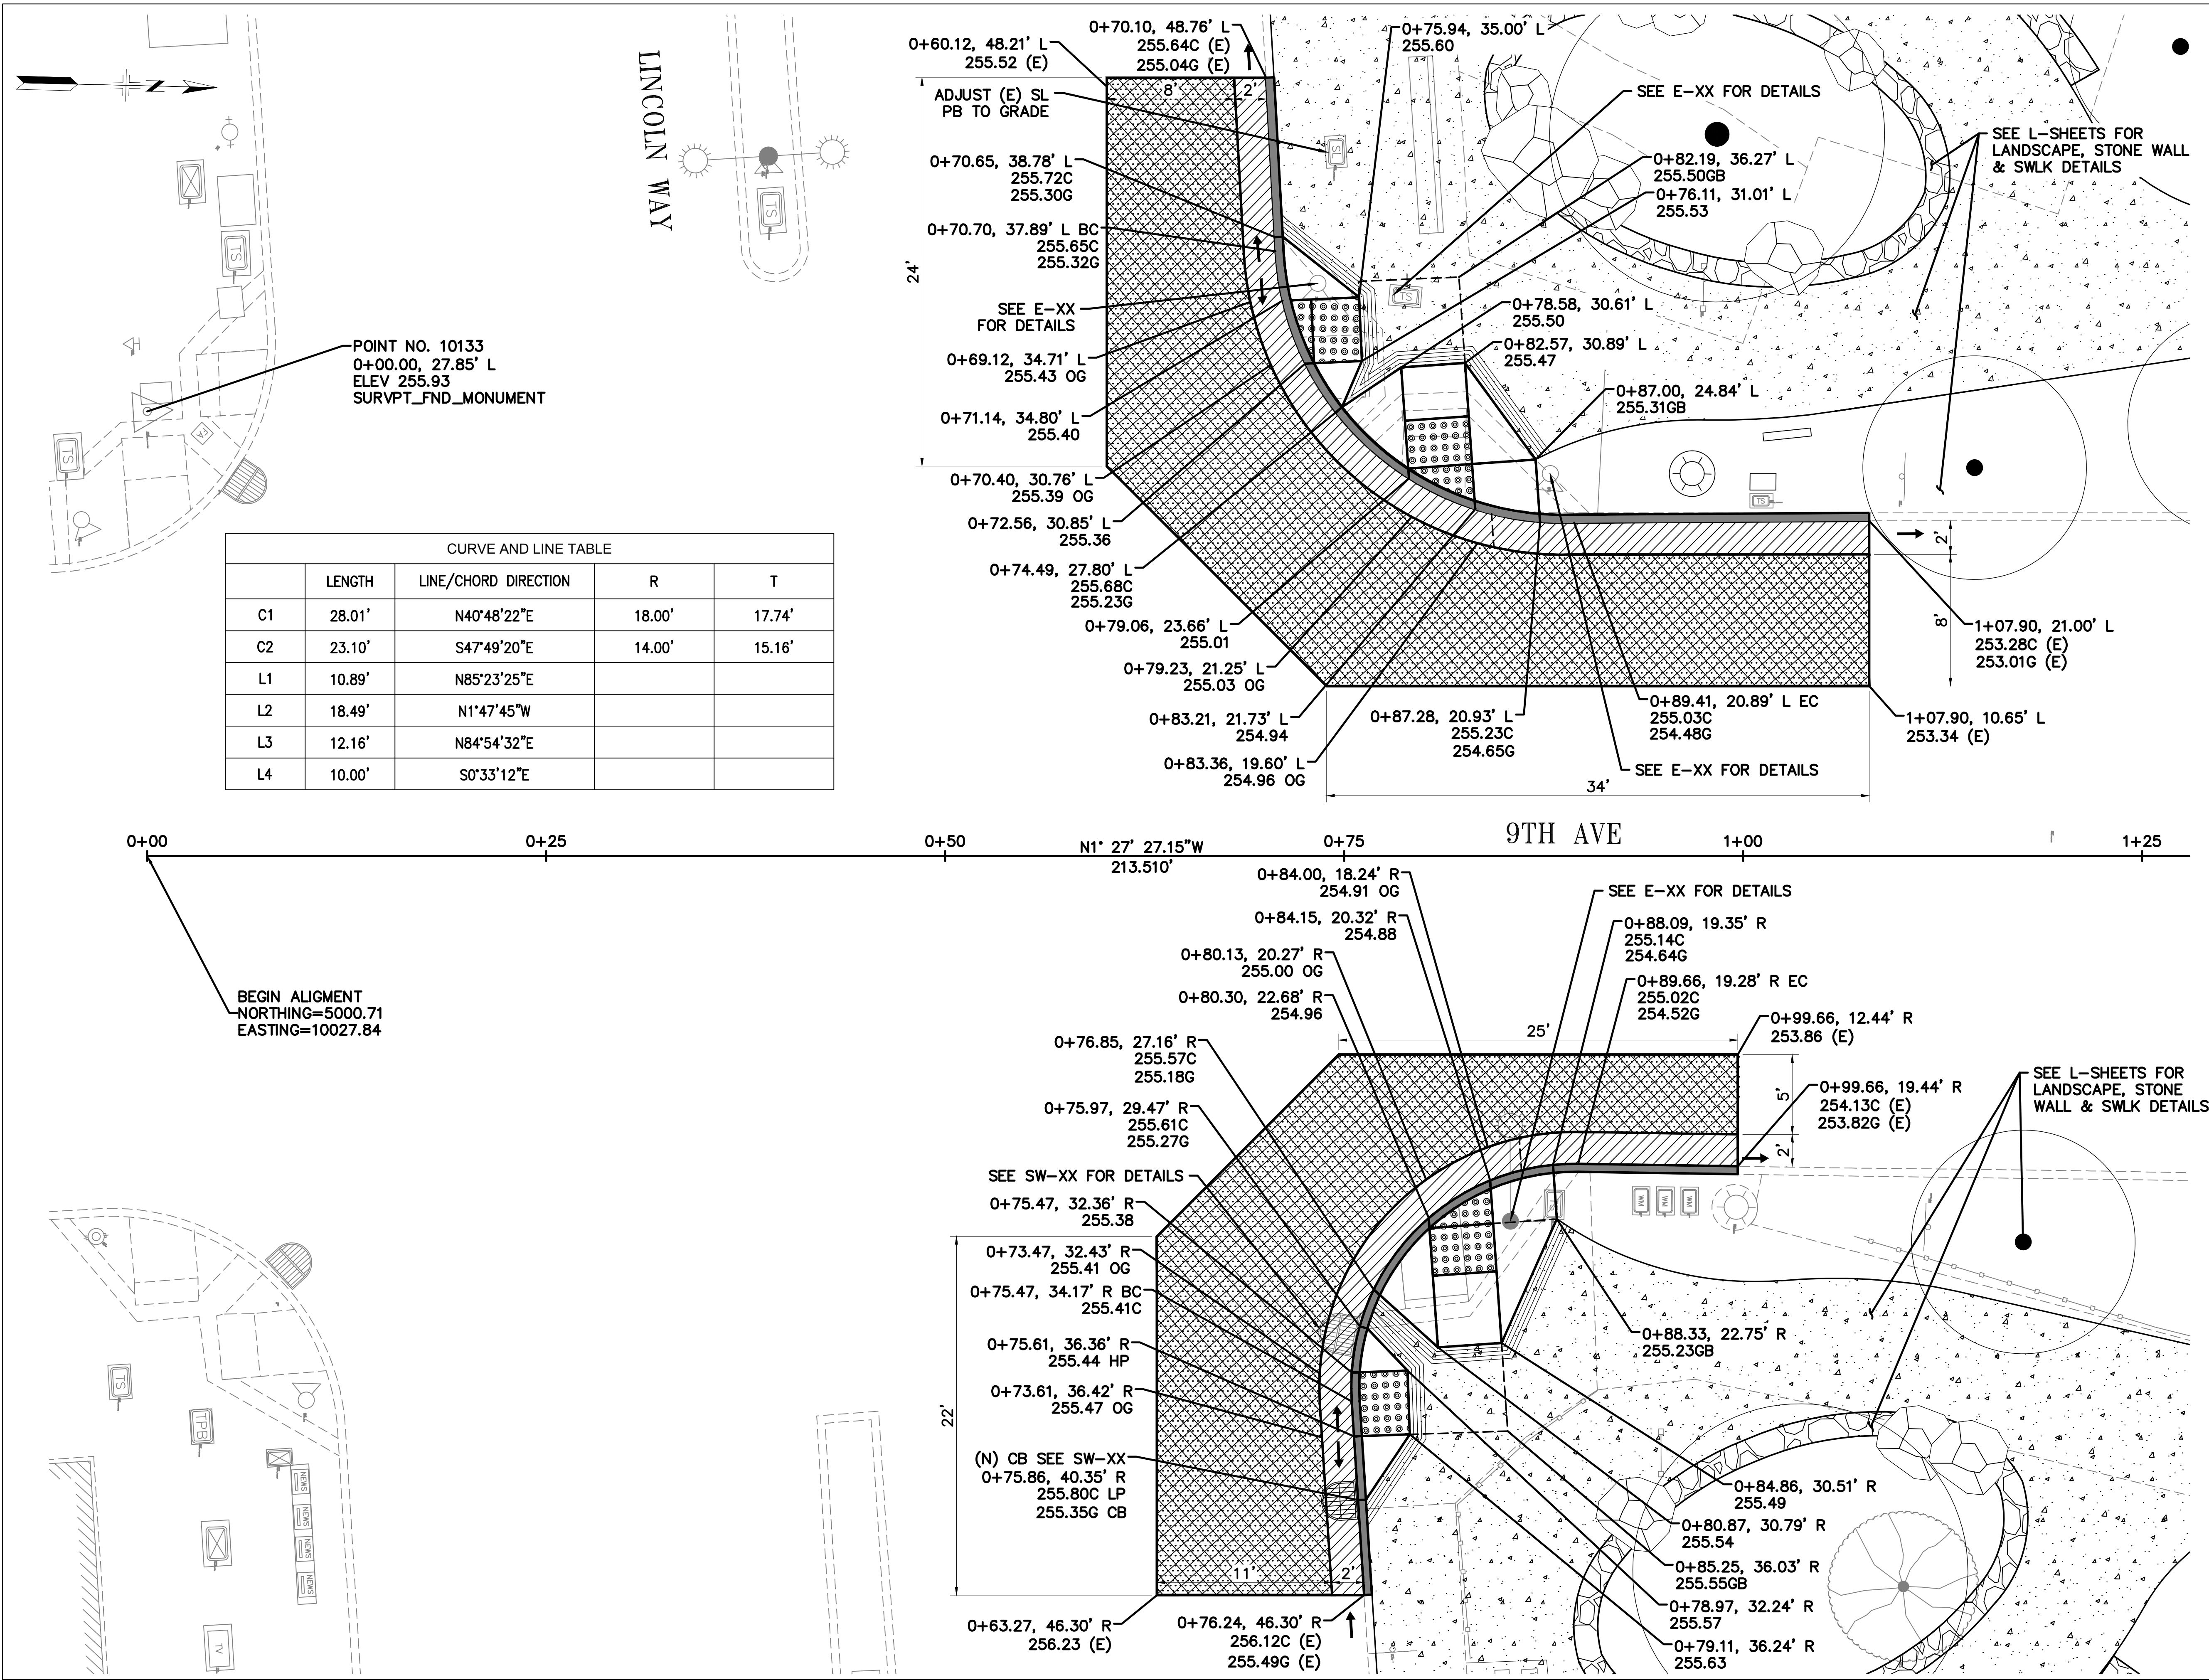 LINCOLN WAY
POINT NO. 10133
0+00.00, 27.85' L
ELEV 255.93
SURVPT_FND_MONUMENT
0+60.12, 48.21' L
255.52 (E)
0+70.10, 48.76' L
255.64C (E)
255.04G (E)
0+75.94, 35.00' L
255.60
ADJUST (E) SL
PB TO GRADE
8'
2'
24'
SEE E-XX FOR DETAILS
SEE L-SHEETS FOR
LANDSCAPE, STONE WALL
& SWLK DETAILS
0+82.19, 36.27' L
255.50GB
0+76.11, 31.01' L
255.53
0+70.65, 38.78' L
255.72C
255.30G
0+70.70, 37.89' L BC
255.65C
255.32G
SEE E-XX
FOR DETAILS
0+78.58, 30.61' L
255.50
0+82.57, 30.89' L
255.47
0+69.12, 34.71' L
255.43 OG
0+87.00, 24.84' L
255.31GB
0+71.14, 34.80' L
255.40
0+70.40, 30.76' L
255.39 OG
0+72.56, 30.85' L
255.36
0+74.49, 27.80' L
255.68C
255.23G
0+79.06, 23.66' L
255.01
0+79.23, 21.25' L
255.03 OG
0+83.21, 21.73' L
254.94
0+83.36, 19.60' L
254.96 OG
0+87.28, 20.93' L
255.23C
254.65G
0+89.41, 20.89' L EC
255.03C
254.48G
SEE E-XX FOR DETAILS
2'
8'
1+07.90, 21.00' L
253.28C (E)
253.01G (E)
1+07.90, 10.65' L
253.34 (E)
34'
SL
TS
TS
TS
TS
TS
TS
FA
CURVE AND LINE TABLE
LENGTH LINE/CHORD DIRECTION R T
C1 28.01' N40°48'22"E 18.00' 17.74'
C2 23.10' S47°49'20"E 14.00' 15.16'
L1 10.89' N85°23'25"E
L2 18.49' N1°47'45"W
L3 12.16' N84°54'32"E
L4 10.00' S0°33'12"E
0+00 0+25 0+50 0+75 1+00 1+25
N1° 27' 27.15"W
213.510'
9TH AVE
BEGIN ALIGMENT
NORTHING=5000.71
EASTING=10027.84
0+84.00, 18.24' R
254.91 OG
0+84.15, 20.32' R
254.88
0+80.13, 20.27' R
255.00 OG
0+80.30, 22.68' R
254.96
SEE E-XX FOR DETAILS
0+88.09, 19.35' R
255.14C
254.64G
0+89.66, 19.28' R EC
255.02C
254.52G
0+99.66, 12.44' R
253.86 (E)
25'
5'
2'
0+99.66, 19.44' R
254.13C (E)
253.82G (E)
SEE L-SHEETS FOR
LANDSCAPE, STONE
WALL & SWLK DETAILS
0+76.85, 27.16' R
255.57C
255.18G
0+75.97, 29.47' R
255.61C
255.27G
SEE SW-XX FOR DETAILS
0+75.47, 32.36' R
255.38
0+73.47, 32.43' R
255.41 OG
0+75.47, 34.17' R BC
255.41C
0+75.61, 36.36' R
255.44 HP
0+73.61, 36.42' R
255.47 OG
(N) CB SEE SW-XX
0+75.86, 40.35' R
255.80C LP
255.35G CB
22'
11'
2'
0+63.27, 46.30' R
256.23 (E)
0+76.24, 46.30' R
256.12C (E)
255.49G (E)
WM
WM
WM
0+88.33, 22.75' R
255.23GB
0+84.86, 30.51' R
255.49
0+80.87, 30.79' R
255.54
0+85.25, 36.03' R
255.55GB
0+78.97, 32.24' R
255.57
0+79.11, 36.24' R
255.63
TS
TPB
NEWS
NEWS
NEWS
NEWS
TV